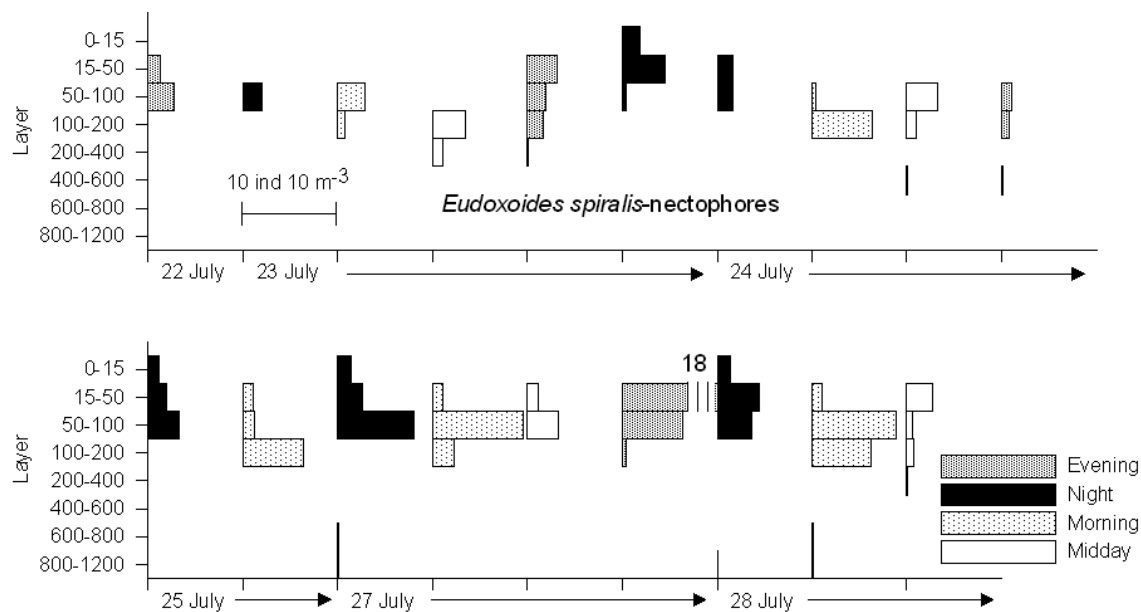 Layer
0-15
15-50
50-100
100-200
200-400
400-600
600-800
800-1200
10 ind 10 m-3
Eudoxoides spiralis-nectophores
22 July 23 July 24 July
Layer
0-15
15-50
50-100
100-200
200-400
400-600
600-800
800-1200
18
Evening
Night
Morning
Midday
25 July 27 July 28 July